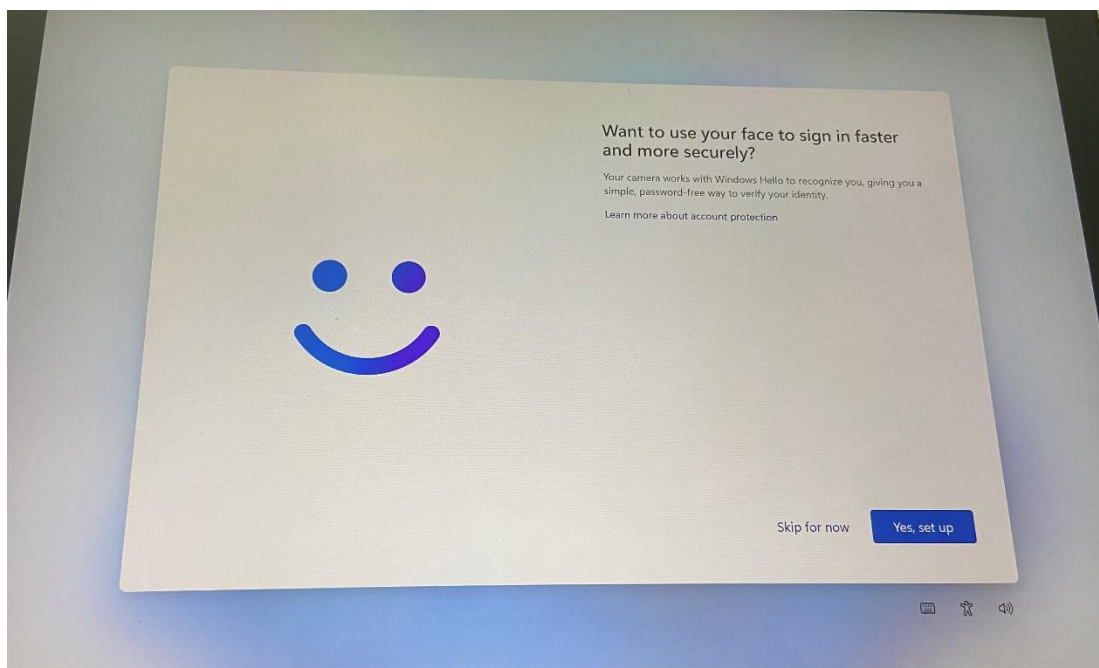 Want to use your face to sign in faster
and more securely?
Your camera works with Windows Hello to recognize you, giving you a
simple, password-free way to verify your identity.
Learn more about account protection
Skip for now
Yes, set up